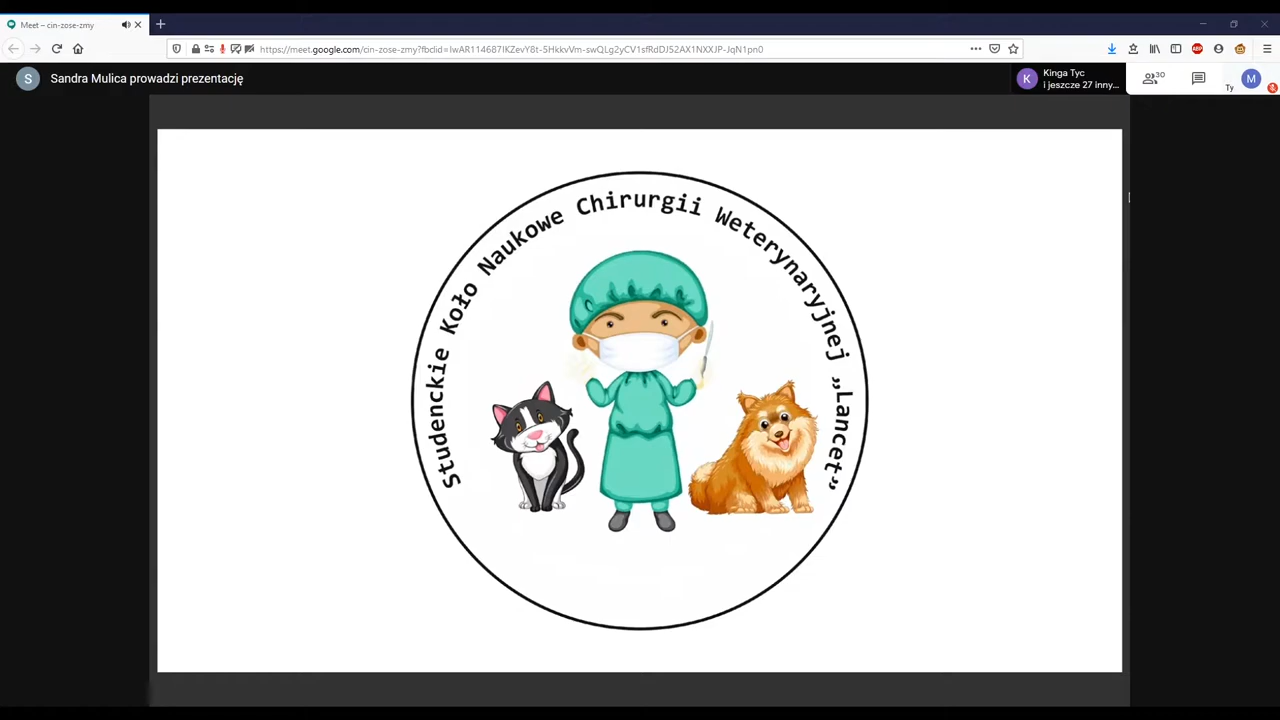 Meet – cin-zose-zmy
https://meet.google.com/cin-zose-zmy?fbclid=IwAR114687IKZevY8t-5HkkvVm-swQLg2yCV1sfRdDJ52AX1NXXJP-JqN1pn0
S
Sandra Mulica prowadzi prezentację
K
Kinga Tyc
i jeszcze 27 inny...
30
Ty
M
Studenckie Koło Naukowe Chirurgii Weterynaryjnej „Lancet”